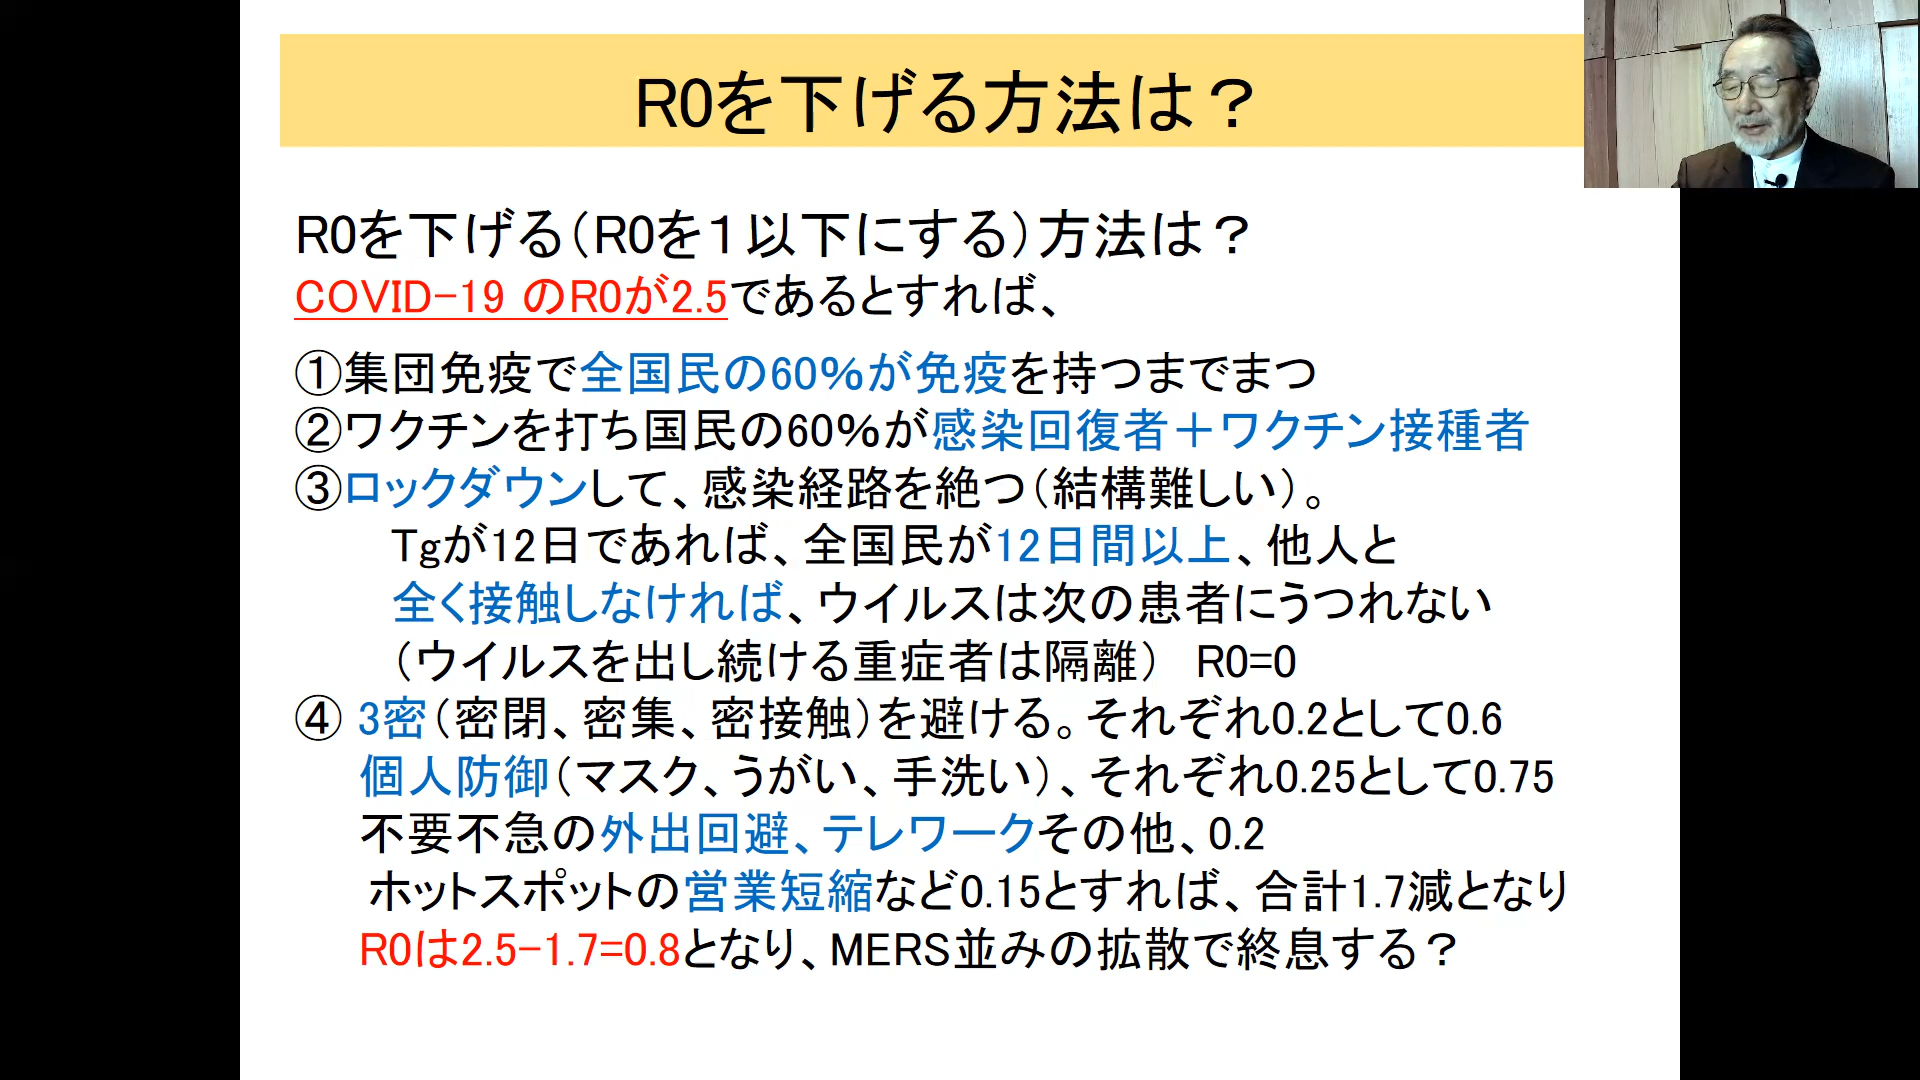 R0を下げる方法は？
R0を下げる（R0を１以下にする）方法は？
COVID−19 のR0が2.5であるとすれば、
①集団免疫で全国民の60％が免疫を持つまでまつ
②ワクチンを打ち国民の60％が感染回復者＋ワクチン接種者
③ロックダウンして、感染経路を絶つ（結構難しい）。
Tgが12日であれば、全国民が12日間以上、他人と
全く接触しなければ、ウイルスは次の患者にうつれない
（ウイルスを出し続ける重症者は隔離） R0=0
④ 3密（密閉、密集、密接触）を避ける。それぞれ0.2として0.6
個人防御（マスク、うがい、手洗い）、それぞれ0.25として0.75
不要不急の外出回避、テレワークその他、0.2
ホットスポットの営業短縮など0.15とすれば、合計1.7減となり
R0は2.5−1.7=0.8となり、MERS並みの拡散で終息する？